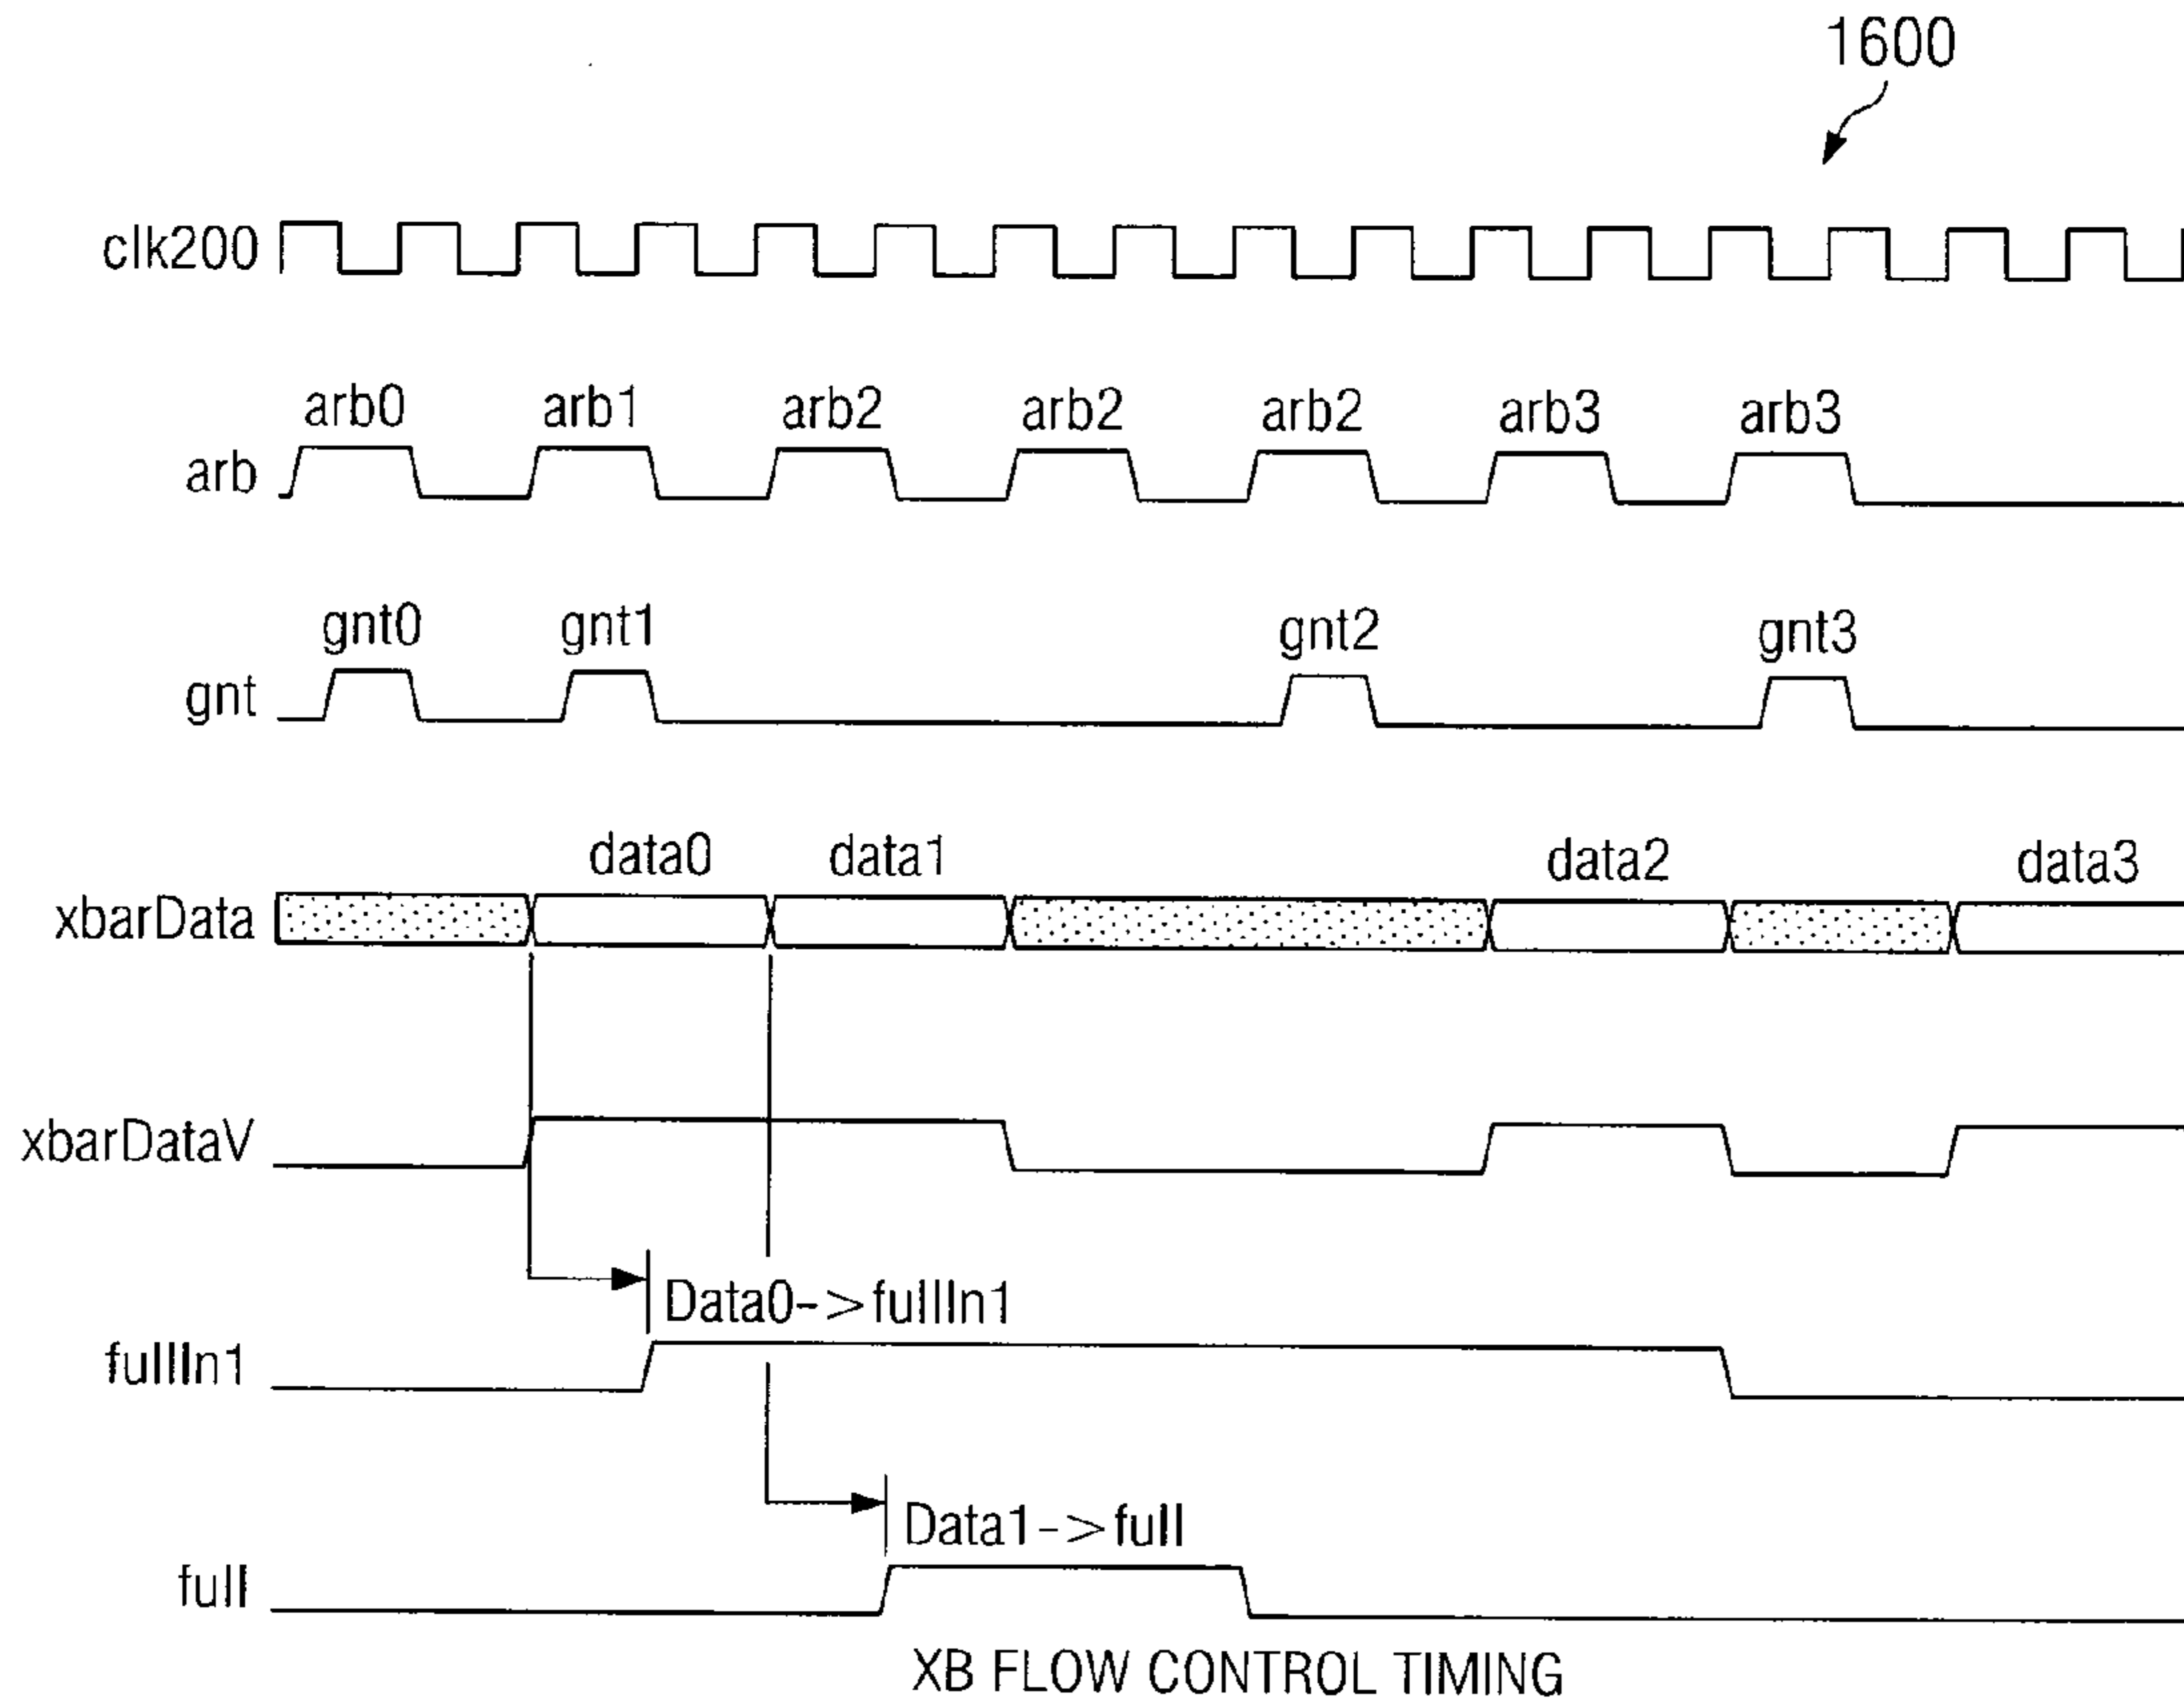 1600
clk200
arb0 arb1 arb2 arb2 arb2 arb3 arb3
arb
gnt0 gnt1 gnt2 gnt3
gnt
data0 data1 data2 data3
xbarData
xbarDataV
Data0->fullIn1
fullIn1
Data1->full
full
XB FLOW CONTROL TIMING